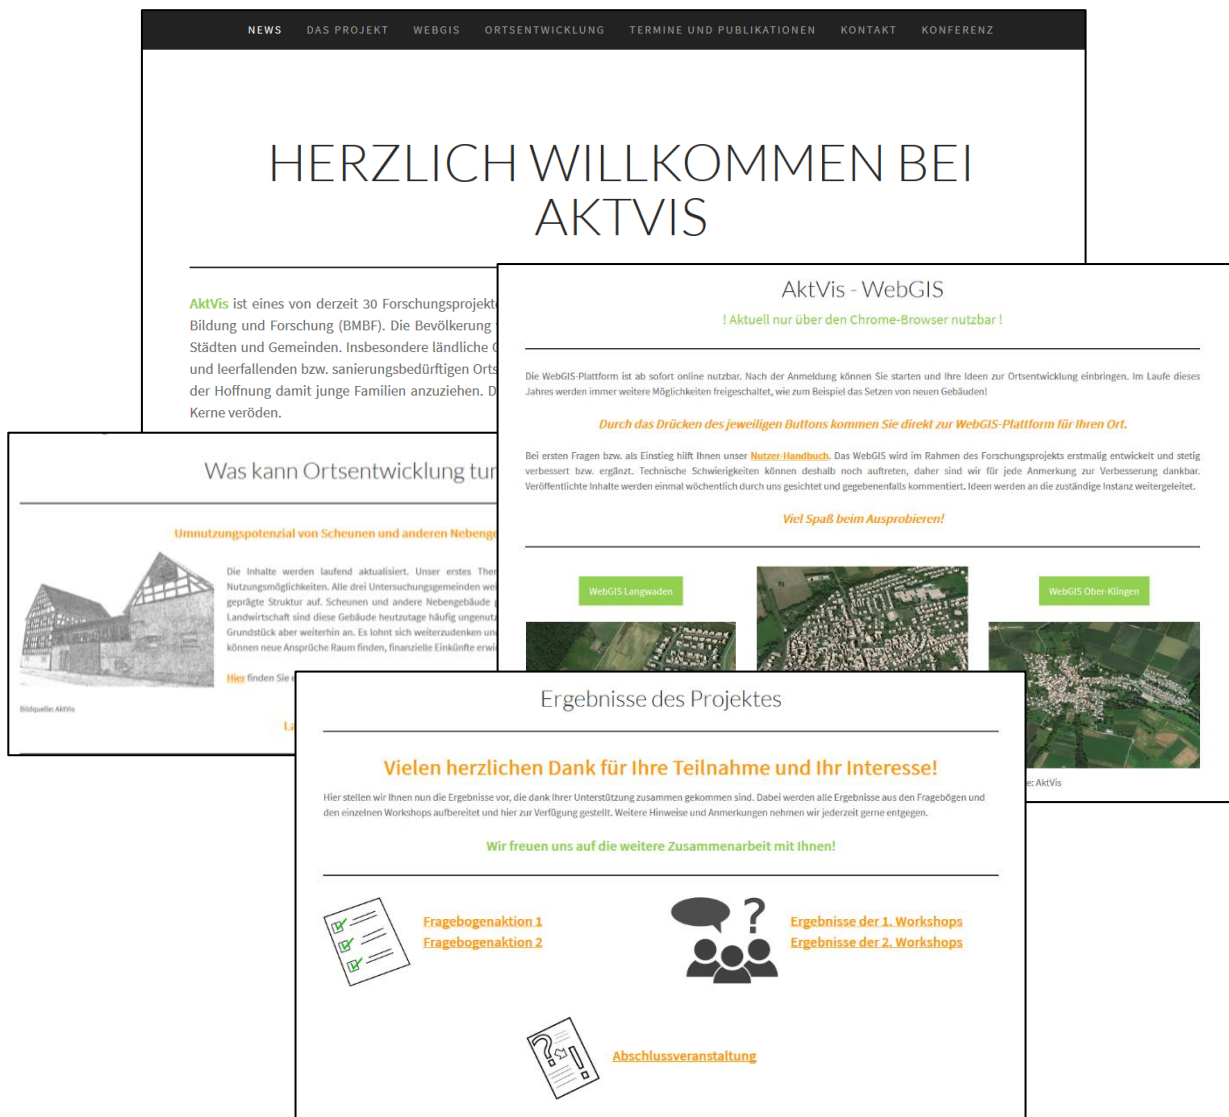 NEWS DAS PROJEKT WEBGIS ORTSENTWICKLUNG TERMINE UND PUBLIKATIONEN KONTAKT KONFERENZ
HERZLICH WILLKOMMEN BEI
AKTVIS
AktVis ist eines von derzeit 30 Forschungsprojekte
Bildung und Forschung (BMBF). Die Bevölkerung
Städten und Gemeinden. Insbesondere ländliche
und leerfallenden bzw. sanierungsbedürftigen Orts
der Hoffnung damit junge Familien anzuziehen.
Kerne veröden.
AktVis - WebGIS
! Aktuell nur über den Chrome-Browser nutzbar !
Die WebGIS-Plattform ist ab sofort online nutzbar. Nach der Anmeldung können Sie starten und Ihre Ideen zur Ortsentwicklung einbringen. Im Laufe dieses
Jahres werden immer weitere Möglichkeiten freigeschaltet, wie zum Beispiel das Setzen von neuen Gebäuden!
Durch das Drücken des jeweiligen Buttons kommen Sie direkt zur WebGIS-Plattform für Ihren Ort.
Bei ersten Fragen bzw. als Einstieg hilft Ihnen unser Nutzer-Handbuch. Das WebGIS wird im Rahmen des Forschungsprojekts erstmalig entwickelt und stetig
verbessert bzw. ergänzt. Technische Schwierigkeiten können deshalb noch auftreten, daher sind wir für jede Anmerkung zur Verbesserung dankbar.
Veröffentlichte Inhalte werden einmal wöchentlich durch uns gesichtet und gegebenenfalls kommentiert. Ideen werden an die zuständige Instanz weitergeleitet.
Viel Spaß beim Ausprobieren!
WebGIS Langwaden
WebGIS Ober-Klingen
e: AktVis
Was kann Ortsentwicklung tun
Umnutzungspotenzial von Scheunen und anderen Nebenge
Die Inhalte werden laufend aktualisiert. Unser erstes Them
Nutzungsmöglichkeiten. Alle drei Untersuchungsgemeinden wei
geprägte Struktur auf. Scheunen und andere Nebengebäude
Landwirtschaft sind diese Gebäude heutzutage häufig ungenutz
Grundstück aber weiterhin an. Es lohnt sich weiterzudenken und
können neue Ansprüche Raum finden, finanzielle Einkünfte erwi
Hier finden Sie
Bildquelle: AktVis
La
Ergebnisse des Projektes
Vielen herzlichen Dank für Ihre Teilnahme und Ihr Interesse!
Hier stellen wir Ihnen nun die Ergebnisse vor, die dank Ihrer Unterstützung zusammen gekommen sind. Dabei werden alle Ergebnisse aus den Fragebögen und
den einzelnen Workshops aufbereitet und hier zur Verfügung gestellt. Weitere Hinweise und Anmerkungen nehmen wir jederzeit gerne entgegen.
Wir freuen uns auf die weitere Zusammenarbeit mit Ihnen!
Fragebogenaktion 1
Fragebogenaktion 2
?
Ergebnisse der 1. Workshops
Ergebnisse der 2. Workshops
? !
Abschlussveranstaltung